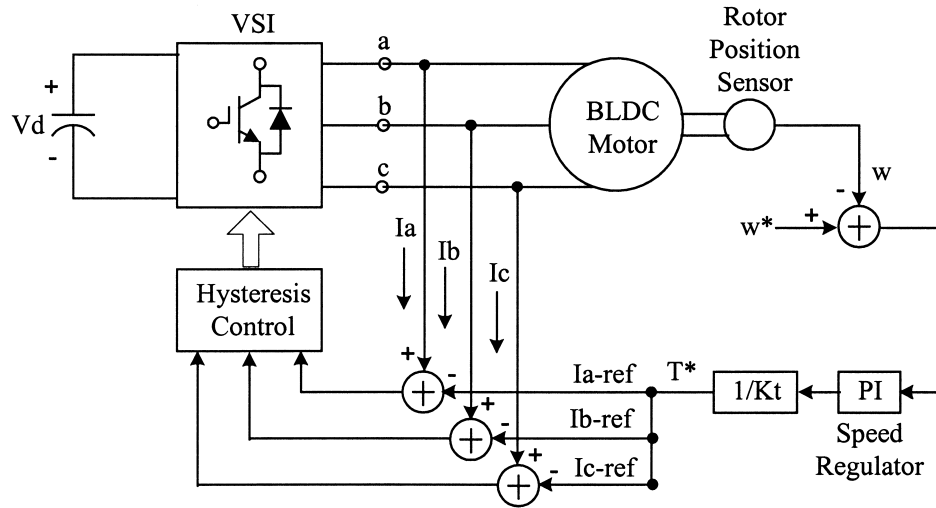 VSI
Rotor
Position
Sensor
a
+
Vd
-
b
BLDC
Motor
c
w
-
w*
+
Ia
Ib
Ic
Hysteresis
Control
+
-
Ia-ref
T*
1/Kt
PI
+
-
Ib-ref
Speed
Regulator
+
-
Ic-ref